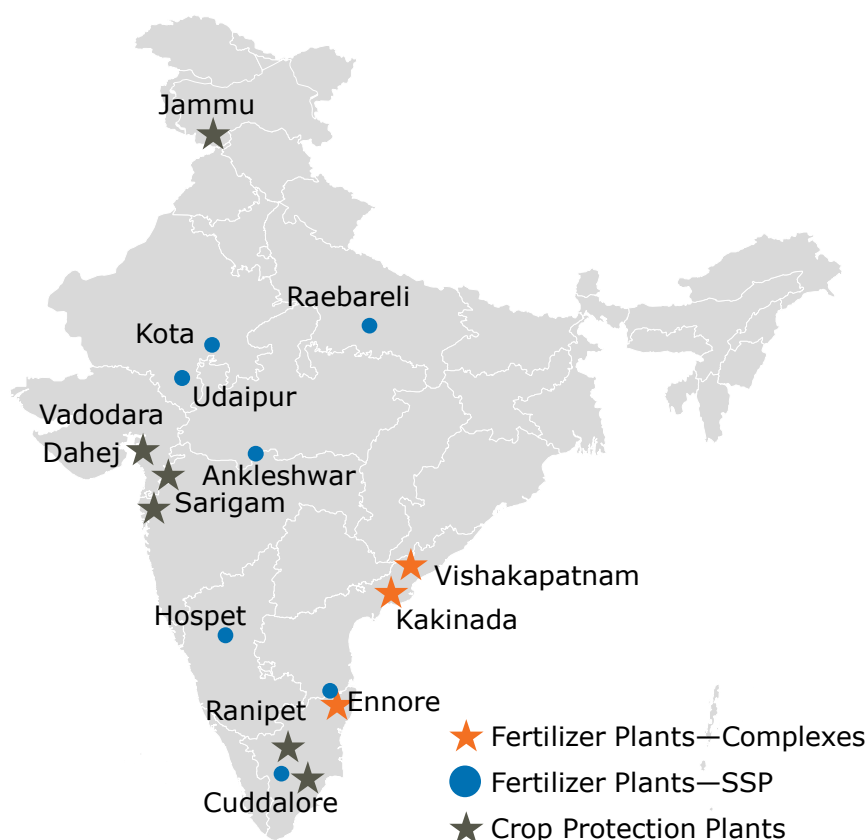 Jammu
Raebareli
Kota
Udaipur
Vadodara
Dahej
Ankleshwar
Sarigam
Vishakapatnam
Kakinada
Hospet
Ranipet
Ennore
Cuddalore
Fertilizer Plants—Complexes
Fertilizer Plants—SSP
Crop Protection Plants